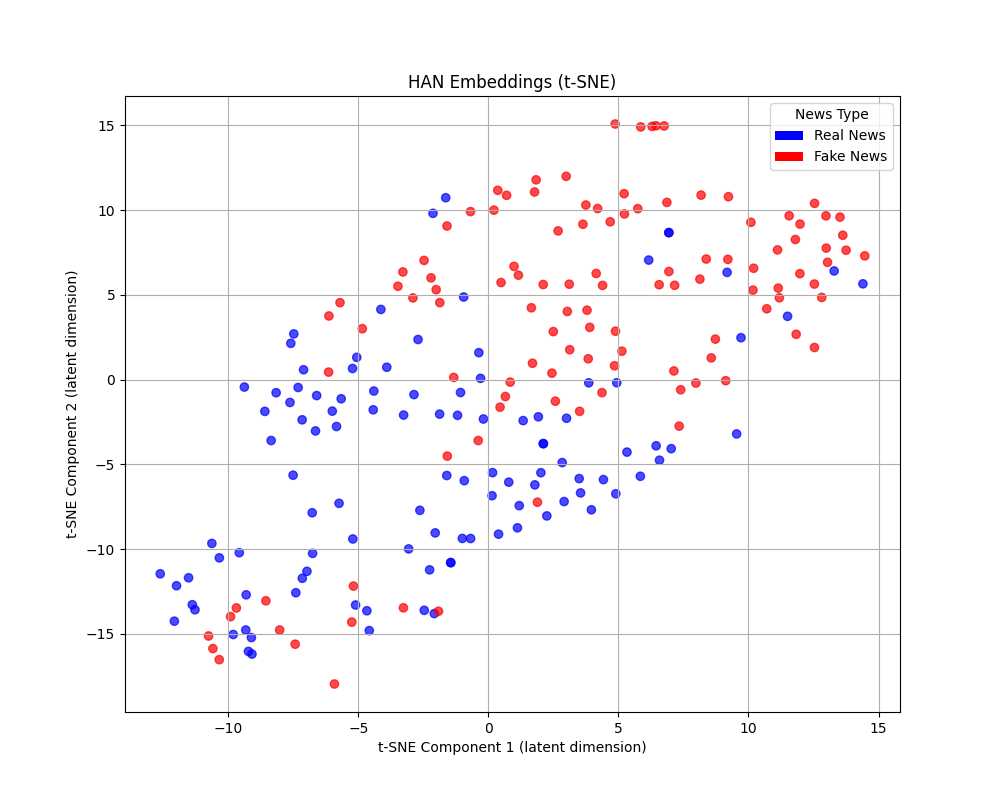 HAN Embeddings (t-SNE)
News Type
Real News
Fake News
15
10
5
0
−5
−10
−15
t-SNE Component 2 (latent dimension)
−10
−5
0
5
10
15
t-SNE Component 1 (latent dimension)